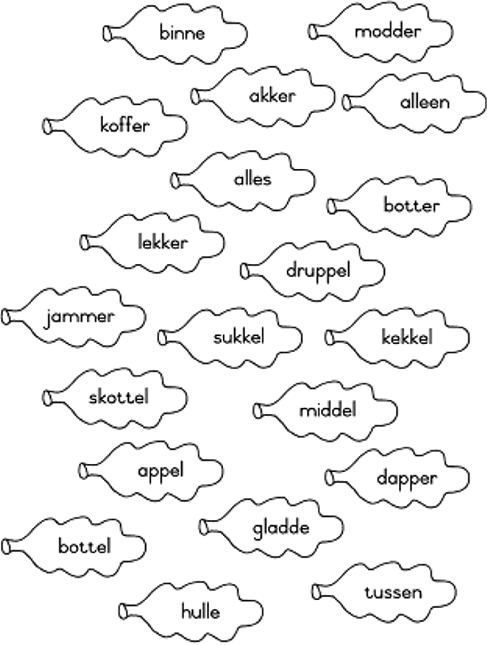 binne
modder
akker
alleen
koffer
alles
botter
lekker
druppel
jammer
sukkel
kekkel
skottel
middel
appel
dapper
gladde
bottel
tussen
hulle